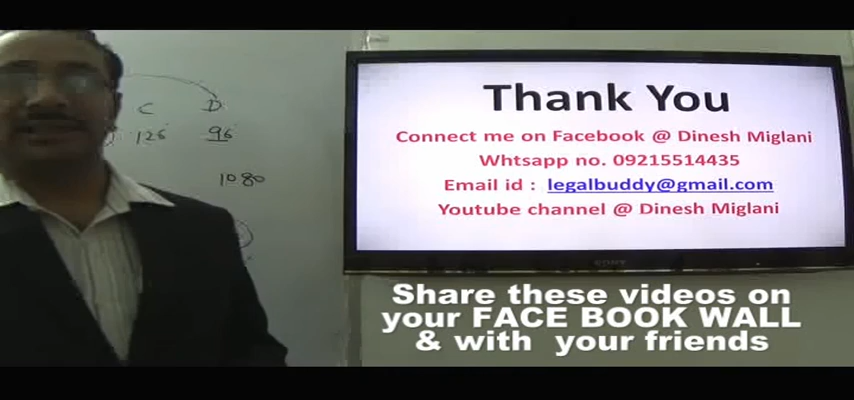 C D
126 96
1080
Thank You
Connect me on Facebook @ Dinesh Miglani
Whtsapp no. 09215514435
Email id : legalbuddy@gmail.com
Youtube channel @ Dinesh Miglani
SONY
Share these videos on
your FACE BOOK WALL
& with your friends